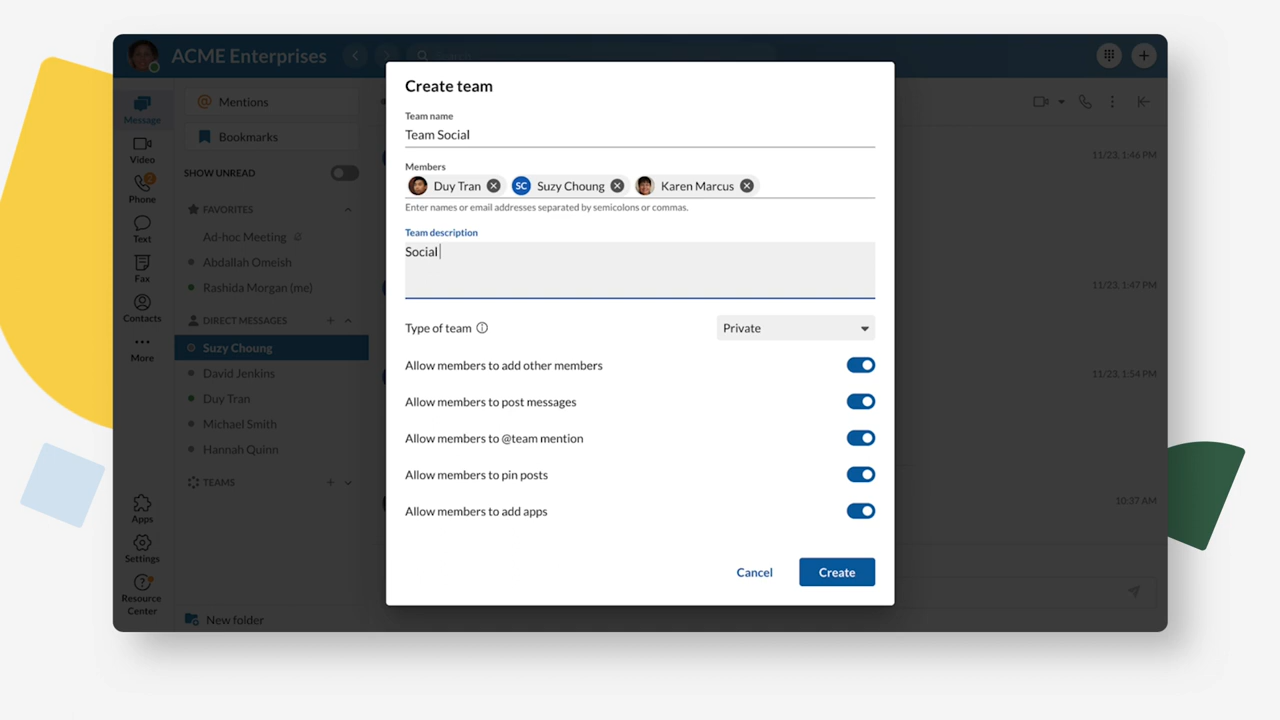 ACME Enterprises
Search
Message
Video
Phone
2
Text
Fax
Contacts
More
Apps
Settings
Resource
Center
Mentions
Bookmarks
SHOW UNREAD
FAVORITES
Ad-hoc Meeting
Abdallah Omeish
Rashida Morgan (me)
DIRECT MESSAGES
Suzy Choung
David Jenkins
Duy Tran
Michael Smith
Hannah Quinn
TEAMS
New folder
Create team
Team name
Team Social
Members
Duy Tran SC Suzy Choung Karen Marcus
Enter names or email addresses separated by semicolons or commas.
Team description
Social
Type of team Private
Allow members to add other members
Allow members to post messages
Allow members to @team mention
Allow members to pin posts
Allow members to add apps
Cancel Create
11/23, 1:46 PM
11/23, 1:47 PM
11/23, 1:54 PM
10:37 AM